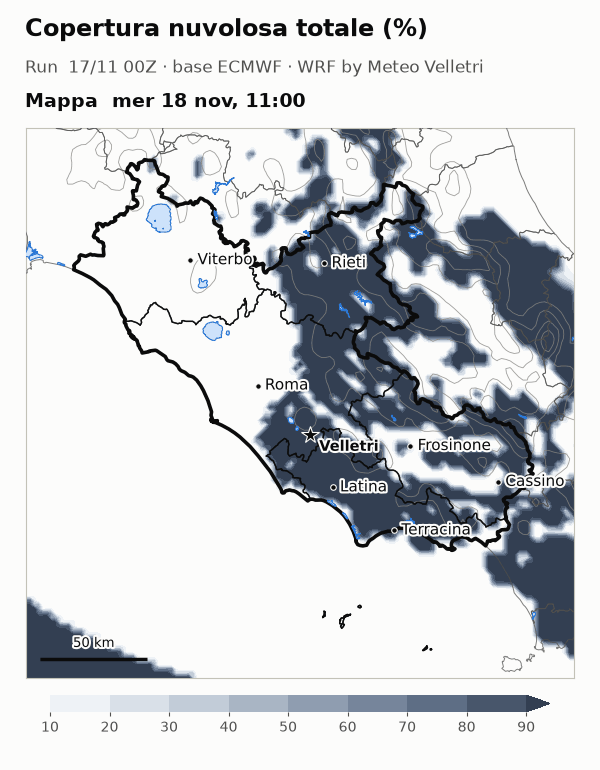 Copertura nuvolosa totale (%)
Run  17/11 00Z · base ECMWF · WRF by Meteo Velletri
Mappa  mer 18 nov, 11:00
Viterbo
Rieti
Roma
Velletri
Frosinone
Cassino
Latina
Terracina
50 km
10 20 30 40 50 60 70 80 90